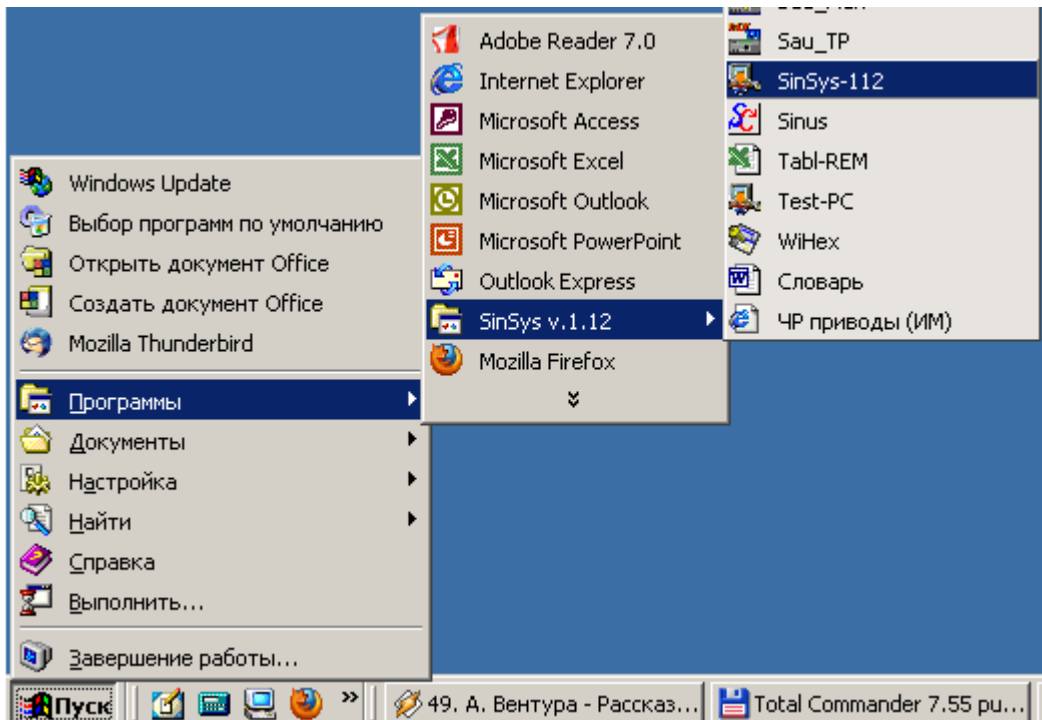 Windows Update
Выбор программ по умолчанию
Открыть документ Office
Создать документ Office
Mozilla Thunderbird
Программы
Документы
Настройка
Найти
Справка
Выполнить...
Завершение работы...
Adobe Reader 7.0
Internet Explorer
Microsoft Access
Microsoft Excel
Microsoft Outlook
Microsoft PowerPoint
Outlook Express
SinSys v.1.12
Mozilla Firefox
Sau_TP
SinSys-112
Sinus
Tabl-REM
Test-PC
WiHex
Словарь
ЧР приводы (ИМ)
Пуск
49. А. Вентура - Рассказ...
Total Commander 7.55 pu...